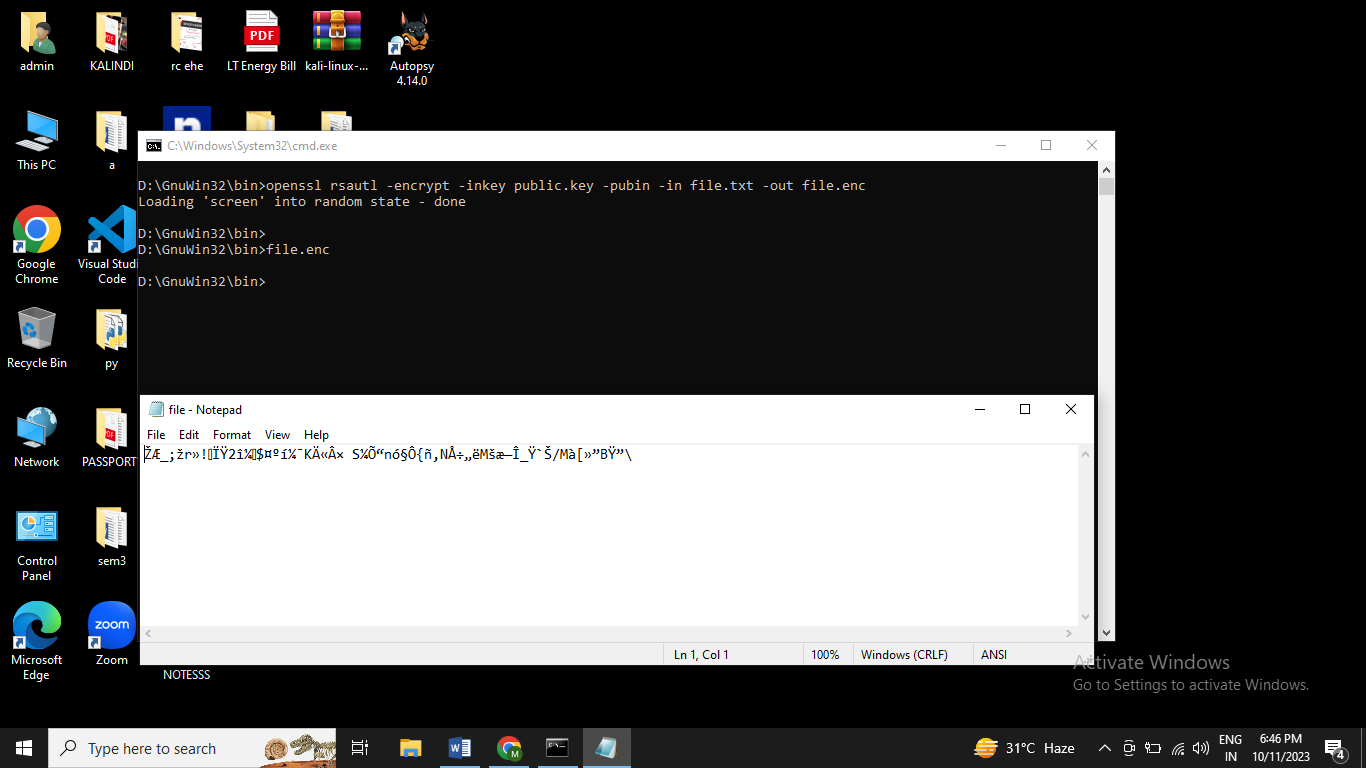 admin
KALINDI
rc ehe
PDF
LT Energy Bill
kali-linux-...
Autopsy
4.14.0
This PC
a
C:\Windows\System32\cmd.exe
D:\GnuWin32\bin>openssl rsautl -encrypt -inkey public.key -pubin -in file.txt -out file.enc
Loading 'screen' into random state - done
D:\GnuWin32\bin>
D:\GnuWin32\bin>file.enc
D:\GnuWin32\bin>
Google
Chrome
Visual Studi
Code
Recycle Bin
py
Network
PASSPORT
Control
Panel
sem3
Microsoft
Edge
zoom
Zoom
NOTESSS
file - Notepad
File Edit Format View Help
Ln 1, Col 1 100% Windows (CRLF) ANSI
Activate Windows
Go to Settings to activate Windows.
Type here to search
31°C Haze
ENG
IN
6:46 PM
10/11/2023
4